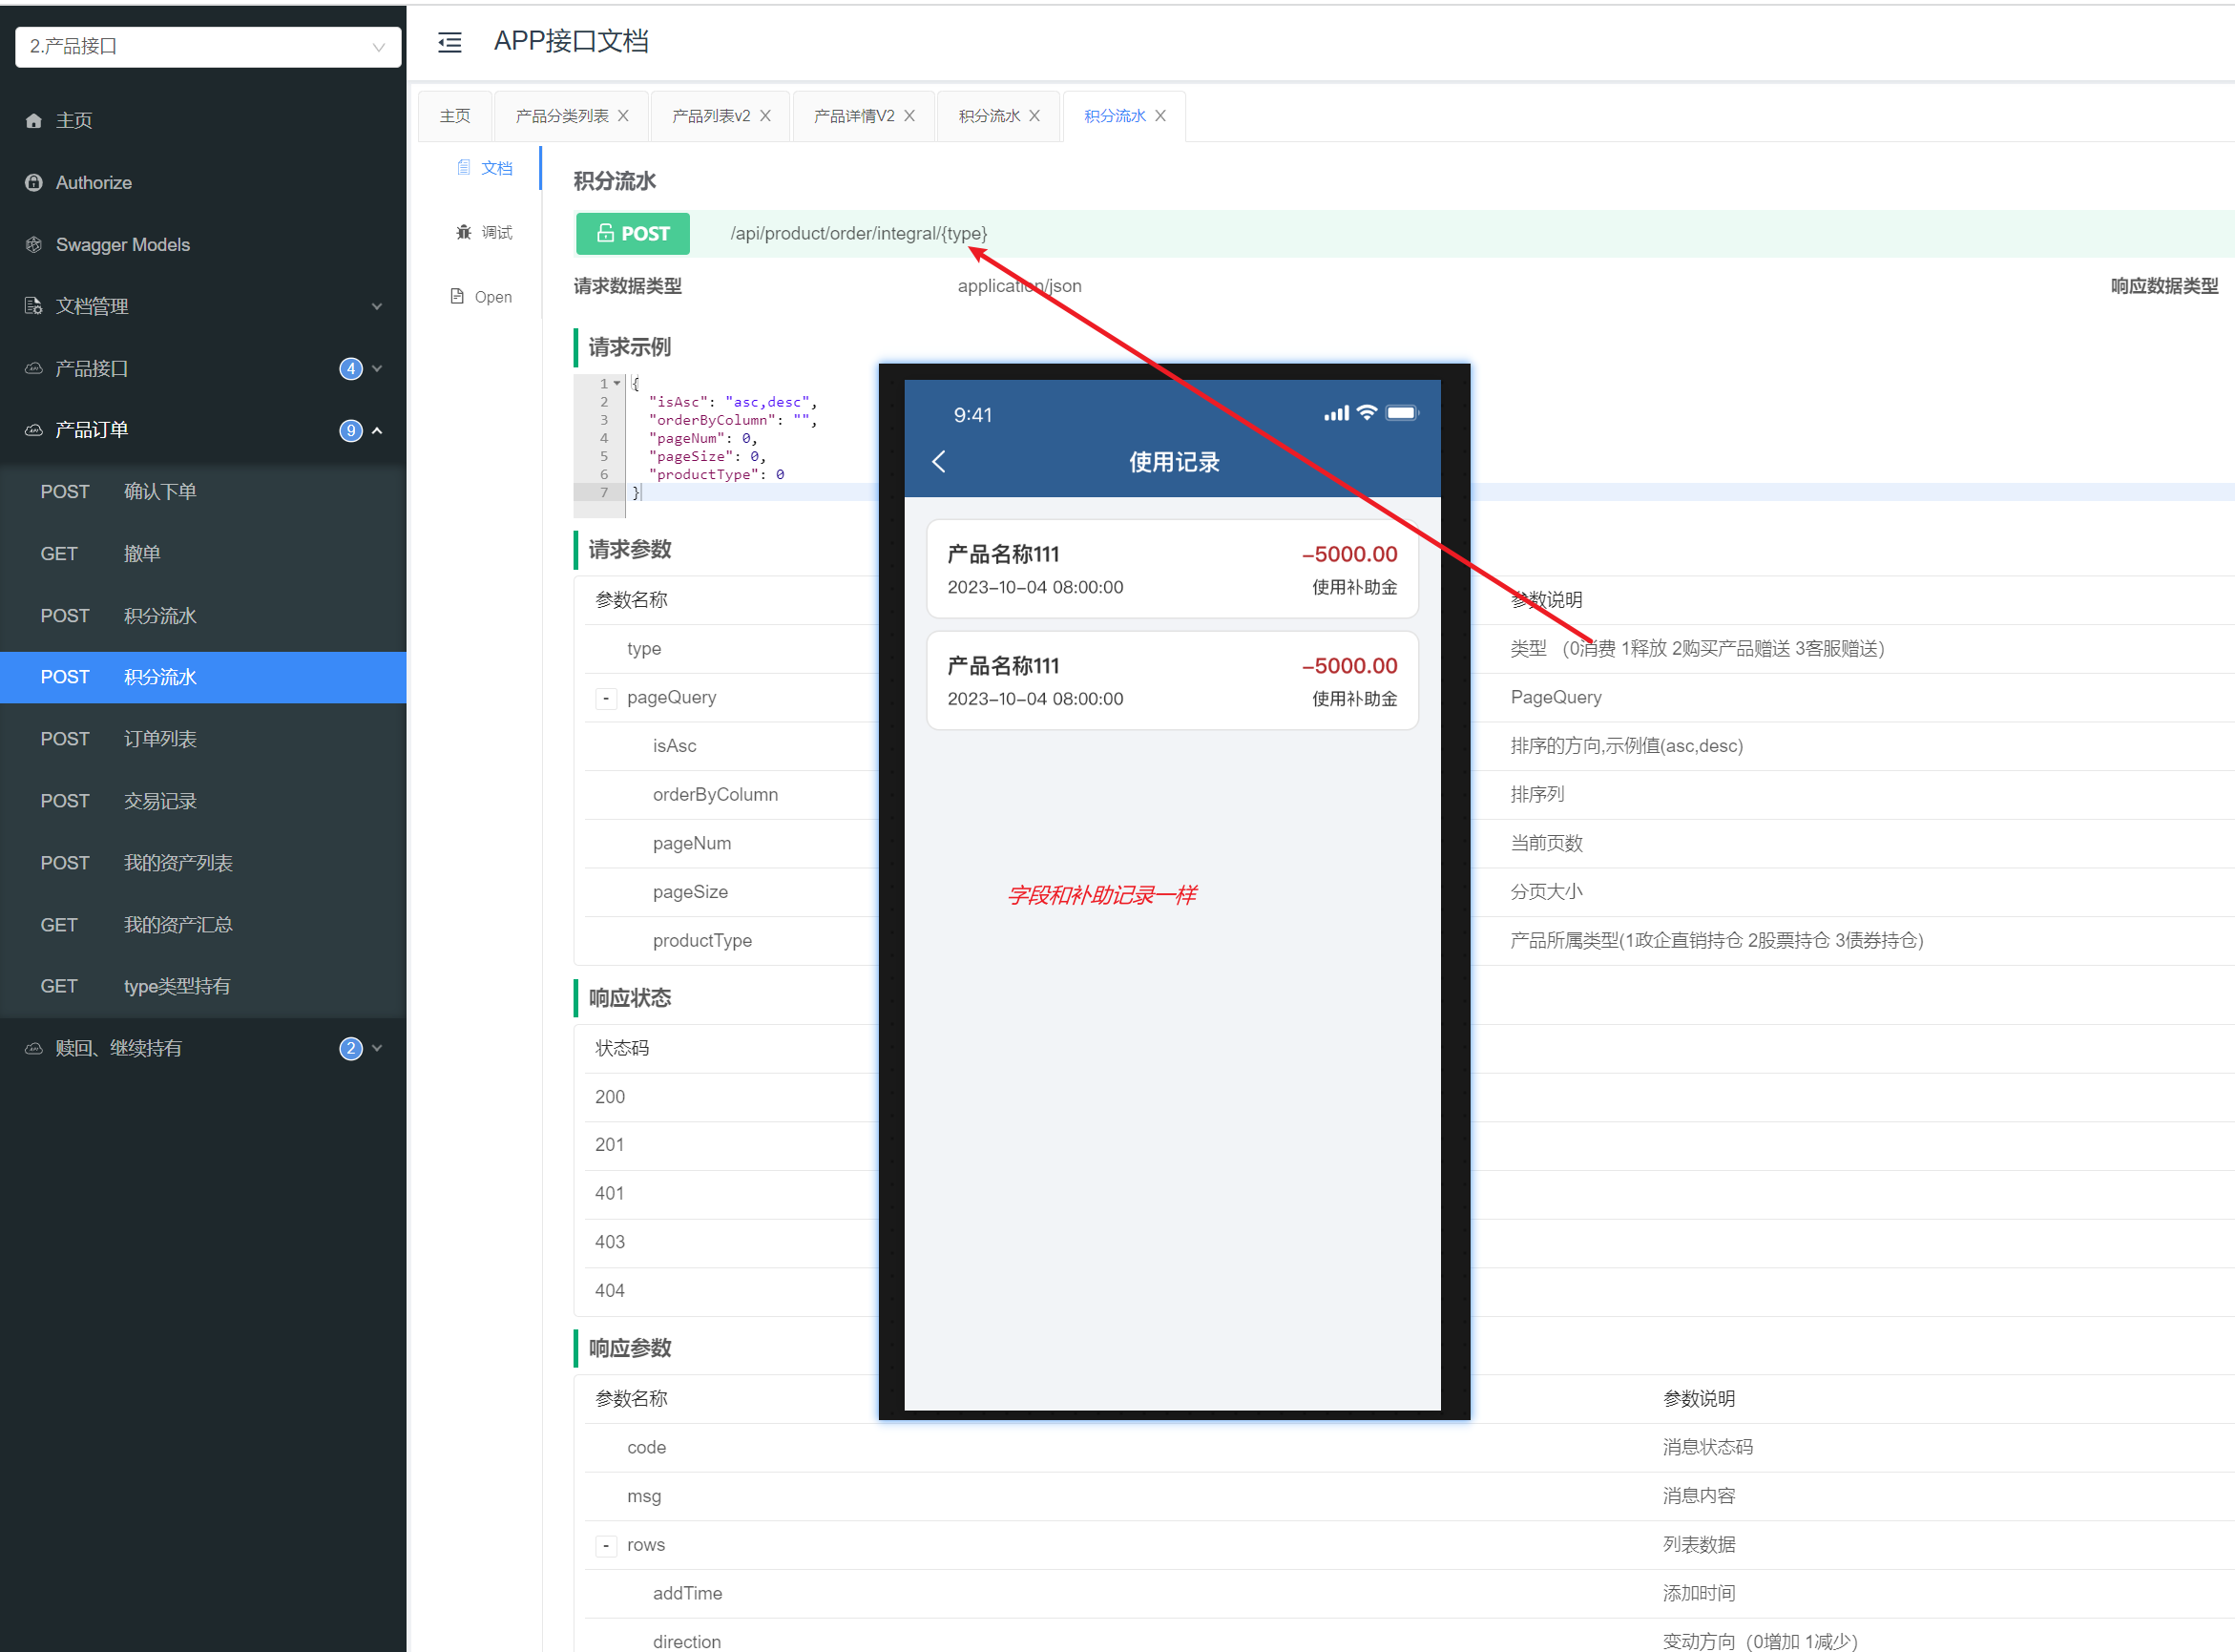 2.产品接口
主页
Authorize
Swagger Models
文档管理
产品接口 4
产品订单 9
POST 确认下单
GET 撤单
POST 积分流水
POST 积分流水
POST 订单列表
POST 交易记录
POST 我的资产列表
GET 我的资产汇总
GET type类型持有
赎回、继续持有 2
APP接口文档
主页 产品分类列表 产品列表v2 产品详情V2 积分流水 积分流水
文档
调试
Open
积分流水
POST /api/product/order/integral/{type}
请求数据类型 application/json 响应数据类型
请求示例
1 {
2 "isAsc": "asc,desc",
3 "orderByColumn": "",
4 "pageNum": 0,
5 "pageSize": 0,
6 "productType": 0
7 }
请求参数
参数名称 参数说明
type 类型 （0消费 1释放 2购买产品赠送 3客服赠送）
- pageQuery PageQuery
isAsc 排序的方向,示例值(asc,desc)
orderByColumn 排序列
pageNum 当前页数
pageSize 分页大小
productType 产品所属类型(1政企直销持仓 2股票持仓 3债券持仓)
响应状态
状态码
200
201
401
403
404
响应参数
参数名称 参数说明
code 消息状态码
msg 消息内容
- rows 列表数据
addTime 添加时间
direction 变动方向（0增加 1减少）
9:41
使用记录
产品名称111 -5000.00
2023-10-04 08:00:00 使用补助金
产品名称111 -5000.00
2023-10-04 08:00:00 使用补助金
字段和补助记录一样